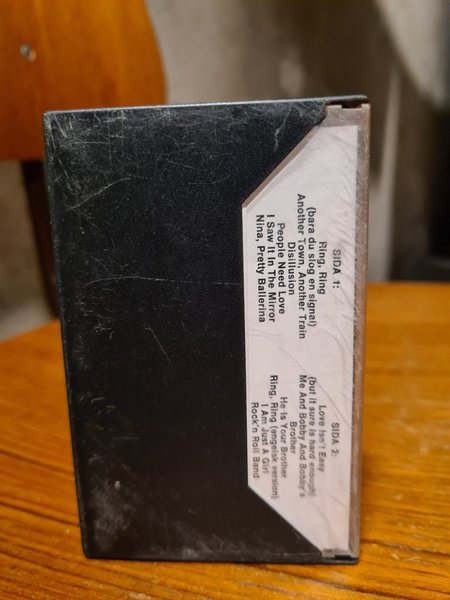 SIDA 1:
Ring, Ring
(bara du slog en signal)
Another Town, Another Train
Disillusion
People Need Love
I Saw It In The Mirror
Nina, Pretty Ballerina
SIDA 2:
Love Isn't Easy
(but it sure is hard enough)
Me And Bobby And Bobby's
Brother
He Is Your Brother
Ring, Ring (angelsk version)
I Am Just A Girl
Rock'n Roll Band